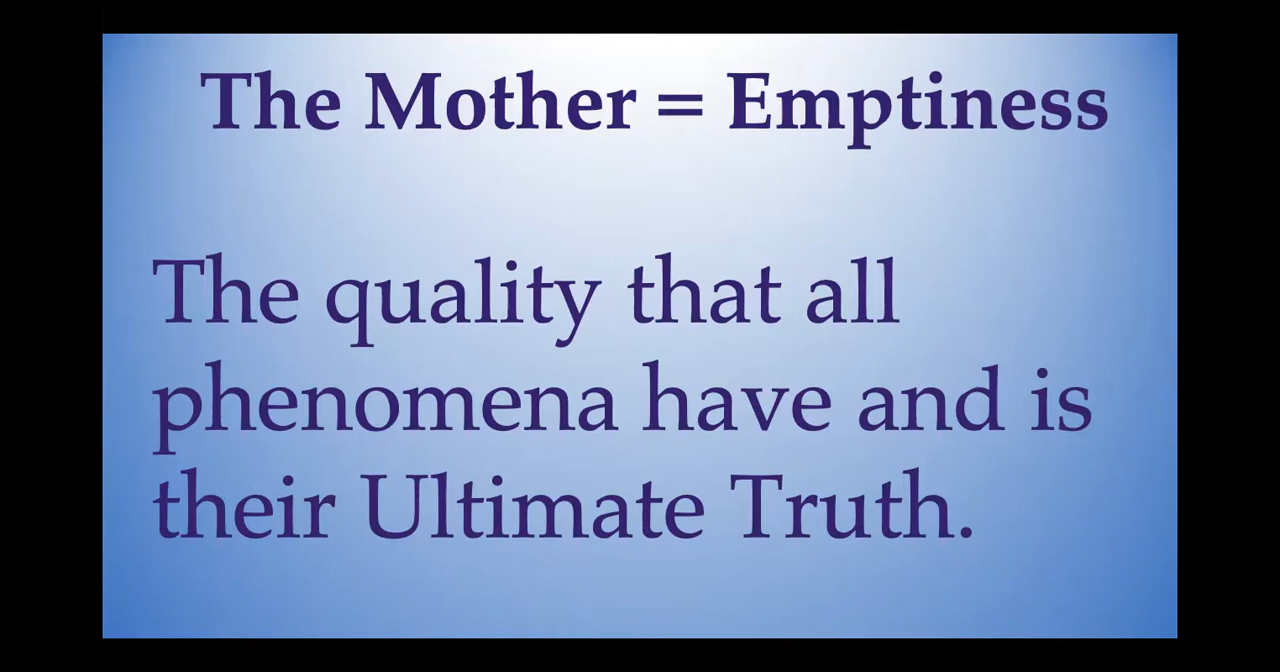 The Mother = Emptiness
The quality that all
phenomena have and is
their Ultimate Truth.